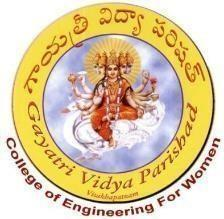 గాయత్రీ విద్యా పరిషత్
Gayatri Vidya Parishad
Visakhapatnam
College of Engineering For Women